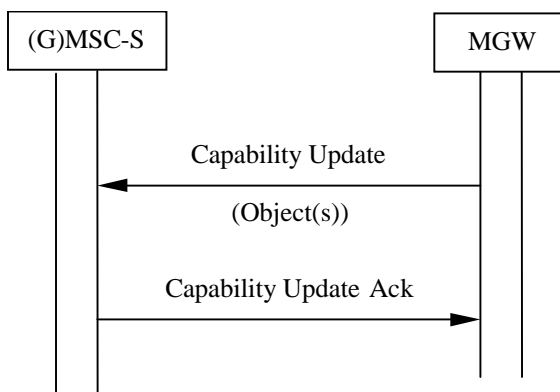 (G)MSC-S
MGW
Capability Update
(Object(s))
Capability Update Ack